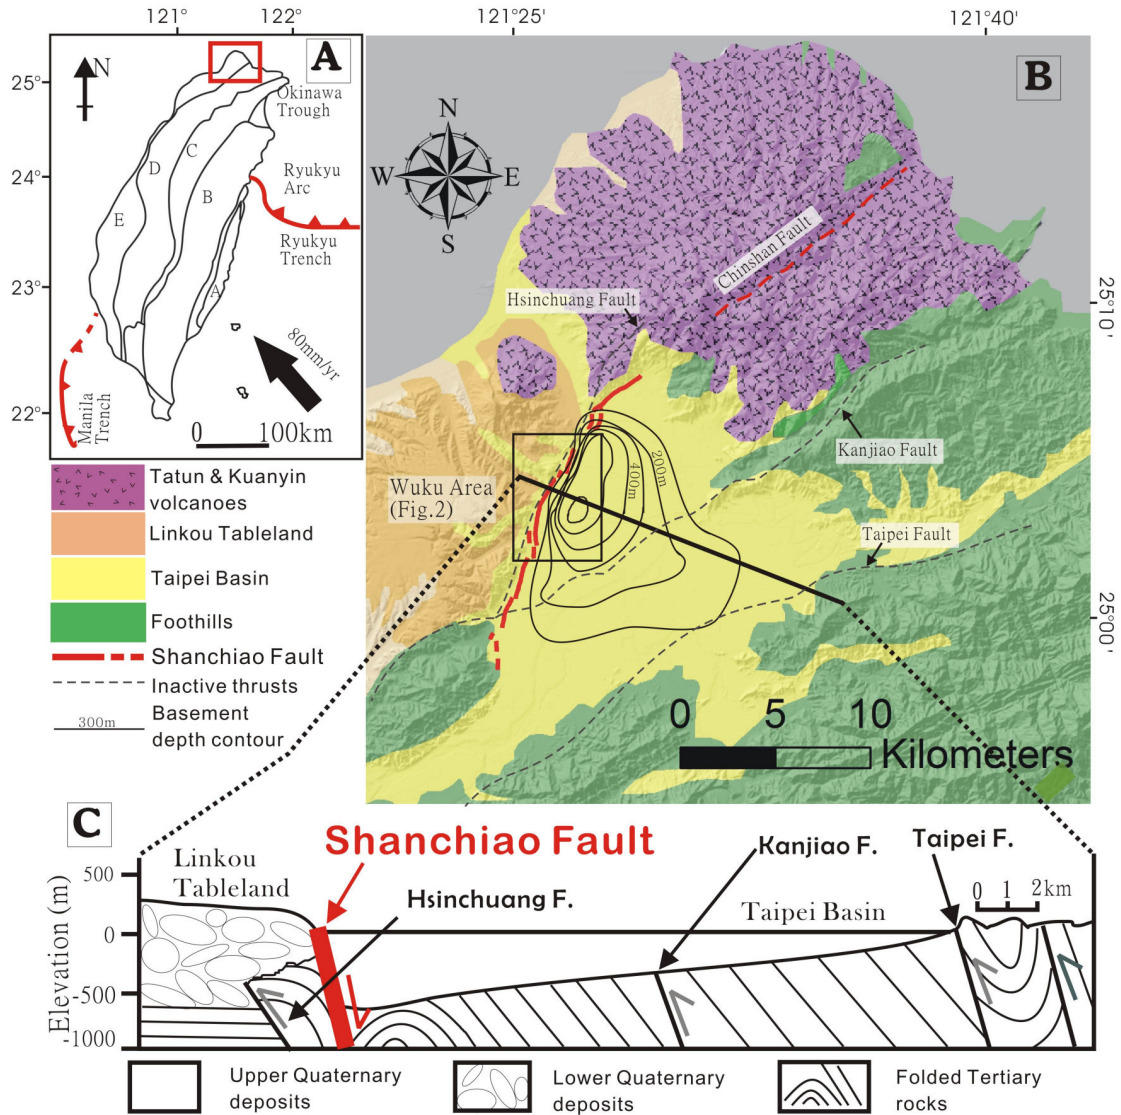 121°
122°
121°25'
121°40'
25°
24°
23°
22°
A
N
Okinawa
Trough
Ryukyu
Arc
Ryukyu
Trench
Manila
Trench
A
B
C
D
E
80mm/yr
0 100km
B
N
W E
S
Chinshan Fault
Hsinchuang Fault
25°10'
Kanjiao Fault
Wuku Area
(Fig.2)
200m
400m
Taipei Fault
25°00'
0 5 10
Kilometers
Tatun & Kuanyin
volcanoes
Linkou Tableland
Taipei Basin
Foothills
Shanchiao Fault
Inactive thrusts
300m
Basement
depth contour
C
Shanchiao Fault
Linkou
Tableland
Hsinchuang F.
Kanjiao F.
Taipei F.
0 1 2km
Taipei Basin
Elevation (m)
500
0
-500
-1000
Upper Quaternary
deposits
Lower Quaternary
deposits
Folded Tertiary
rocks